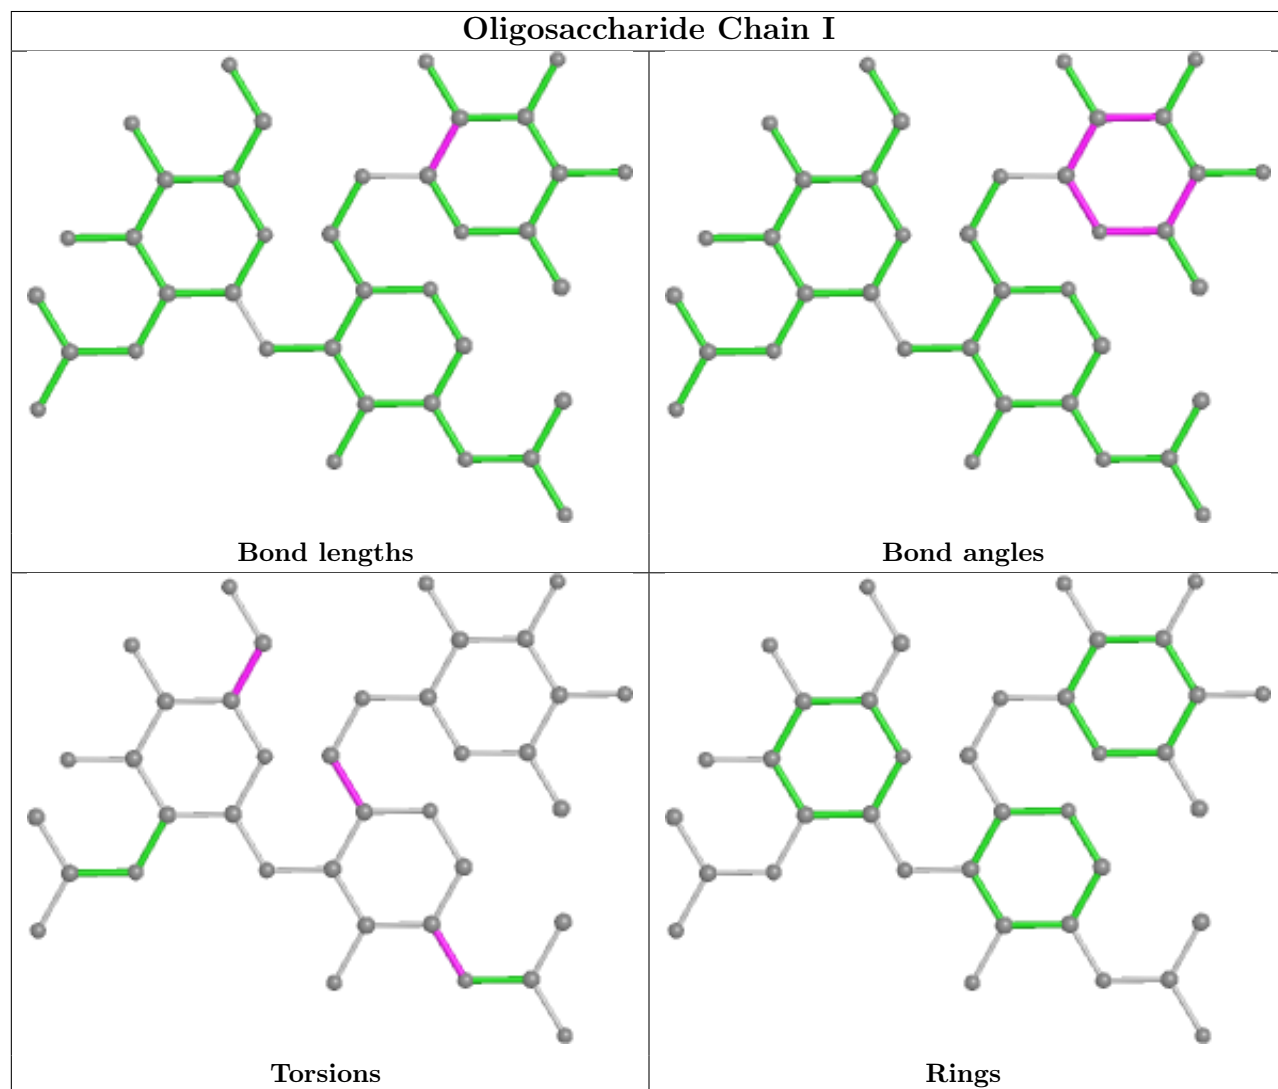 Oligosaccharide Chain I
Bond lengths
Bond angles
Torsions
Rings